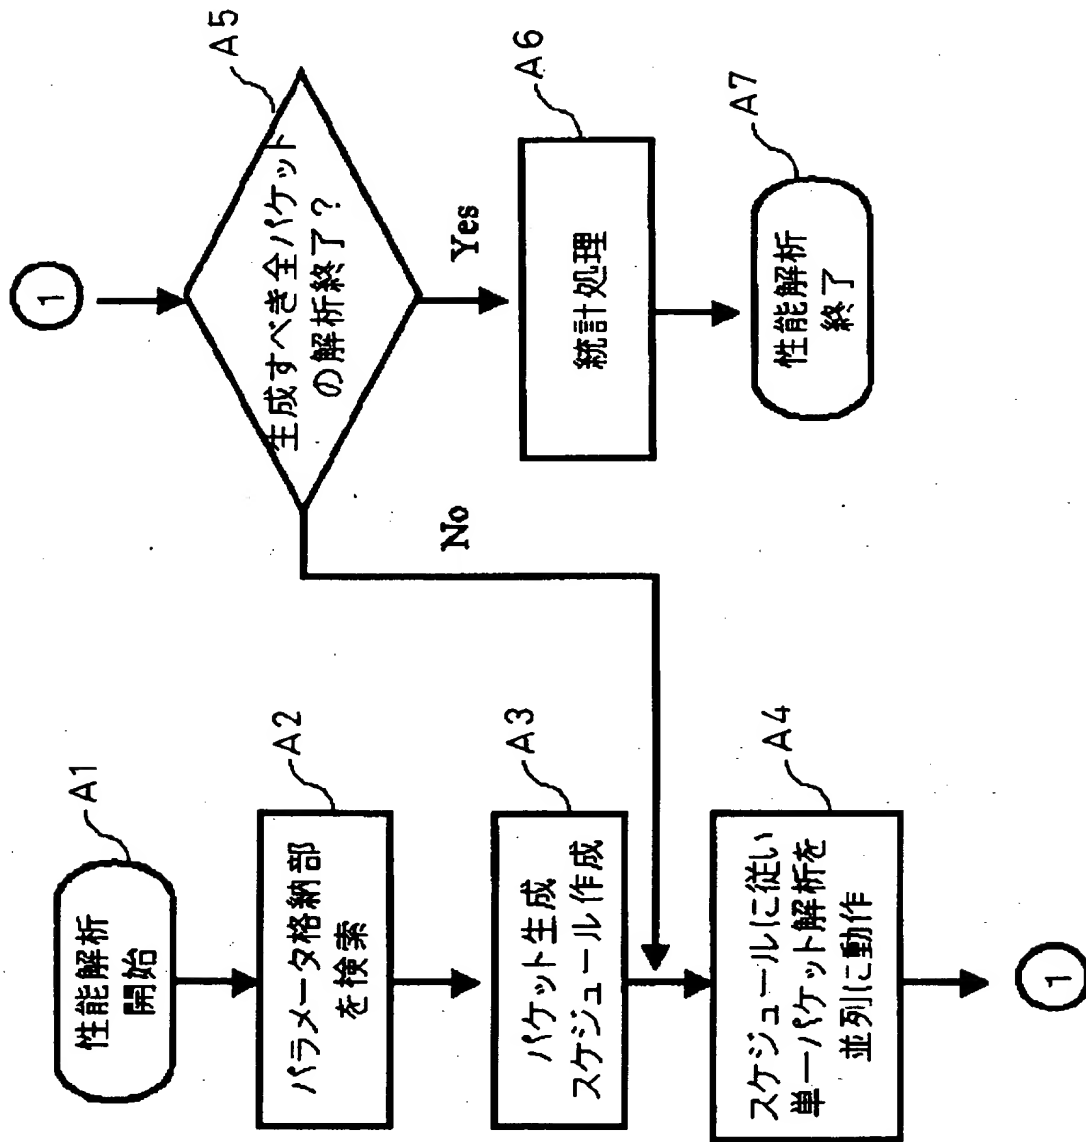 性能解析
開始
A1
パラメータ格納部
を検索
A2
パケット生成
スケジュール作成
A3
スケジュールに従い
単一パケット解析を
並列に動作
A4
1
1
生成すべき全パケット
の解析終了?
A5
No
Yes
統計処理
A6
性能解析
終了
A7